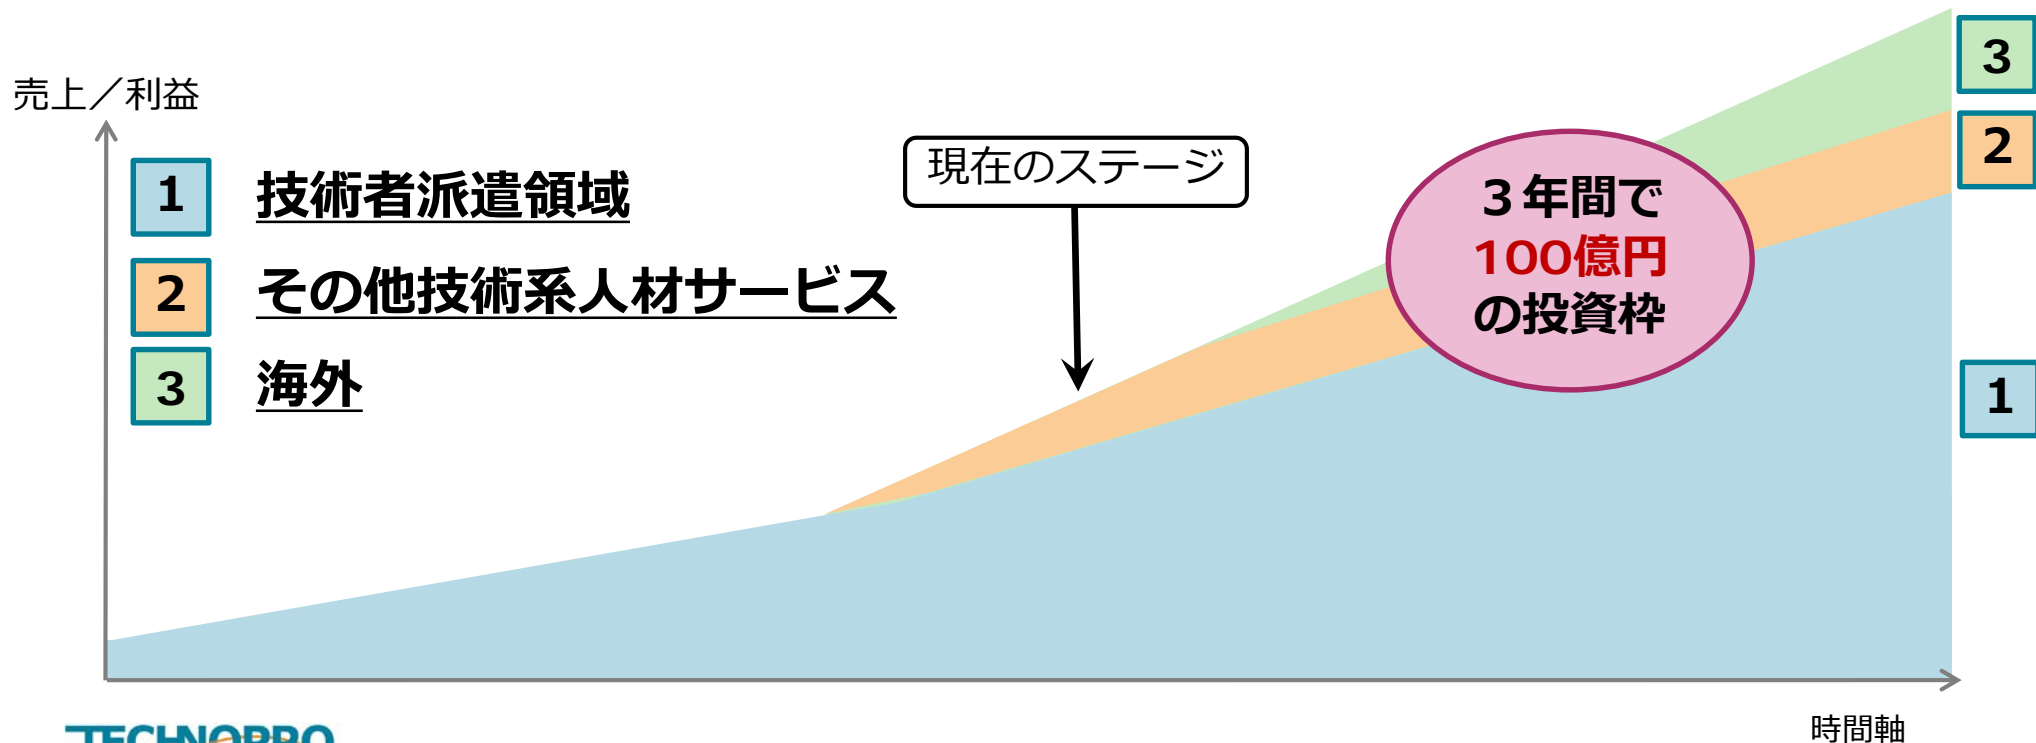 売上／利益
1 技術者派遣領域
2 その他技術系人材サービス
3 海外
現在のステージ
３年間で
100億円
の投資枠
3
2
1
時間軸
TECHNOPRO